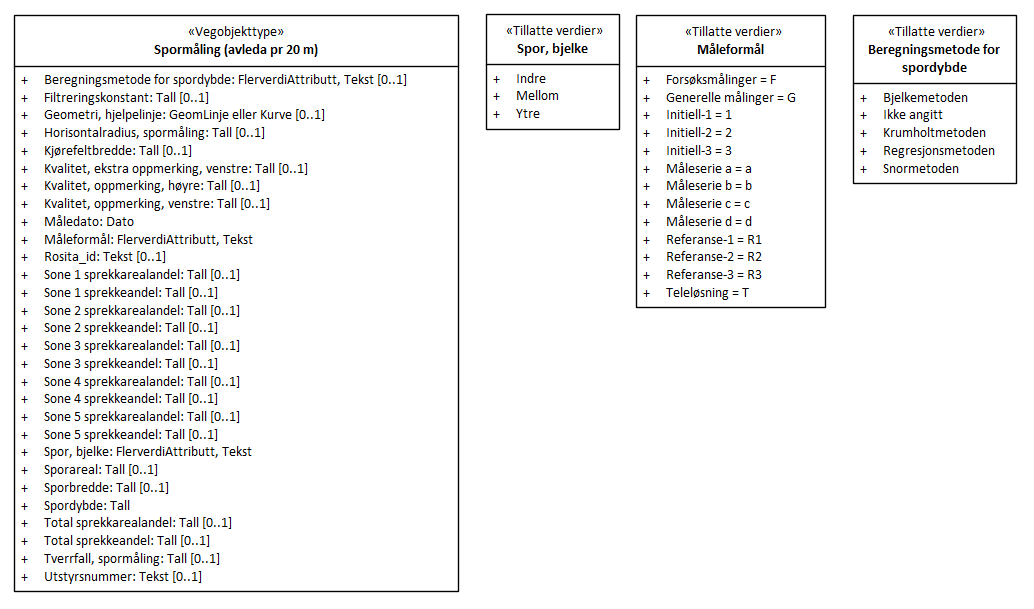 «Vegobjekttype»
Spormåling (avleda pr 20 m)
+ Beregningsmetode for spordybde: FlerverdiAttributt, Tekst [0..1]
+ Filtreringskonstant: Tall [0..1]
+ Geometri, hjelpelinje: GeomLinje eller Kurve [0..1]
+ Horisontalradius, spormåling: Tall [0..1]
+ Kjørefeltbredde: Tall [0..1]
+ Kvalitet, ekstra oppmerking, venstre: Tall [0..1]
+ Kvalitet, oppmerking, høyre: Tall [0..1]
+ Kvalitet, oppmerking, venstre: Tall [0..1]
+ Måledato: Dato
+ Måleformål: FlerverdiAttributt, Tekst
+ Rosita_id: Tekst [0..1]
+ Sone 1 sprekkarealandel: Tall [0..1]
+ Sone 1 sprekkeandel: Tall [0..1]
+ Sone 2 sprekkarealandel: Tall [0..1]
+ Sone 2 sprekkeandel: Tall [0..1]
+ Sone 3 sprekkarealandel: Tall [0..1]
+ Sone 3 sprekkeandel: Tall [0..1]
+ Sone 4 sprekkarealandel: Tall [0..1]
+ Sone 4 sprekkeandel: Tall [0..1]
+ Sone 5 sprekkarealandel: Tall [0..1]
+ Sone 5 sprekkeandel: Tall [0..1]
+ Spor, bjelke: FlerverdiAttributt, Tekst
+ Sporareal: Tall [0..1]
+ Sporbredde: Tall [0..1]
+ Spordybde: Tall
+ Total sprekkarealandel: Tall [0..1]
+ Total sprekkeandel: Tall [0..1]
+ Tverrfall, spormåling: Tall [0..1]
+ Utstyrsnummer: Tekst [0..1]
«Tillatte verdier»
Spor, bjelke
+ Indre
+ Mellom
+ Ytre
«Tillatte verdier»
Måleformål
+ Forsøksmålinger = F
+ Generelle målinger = G
+ Initiell-1 = 1
+ Initiell-2 = 2
+ Initiell-3 = 3
+ Måleserie a = a
+ Måleserie b = b
+ Måleserie c = c
+ Måleserie d = d
+ Referanse-1 = R1
+ Referanse-2 = R2
+ Referanse-3 = R3
+ Teleløsning = T
«Tillatte verdier»
Beregningsmetode for
spordybde
+ Bjelkemetoden
+ Ikke angitt
+ Krumholtmetoden
+ Regresjonsmetoden
+ Snormetoden